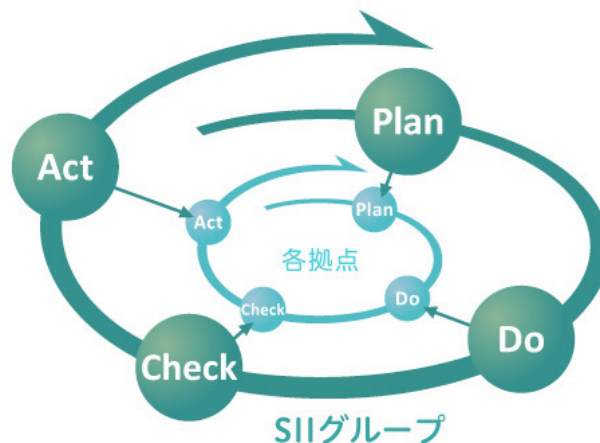 Plan
Act
Plan
Act
各拠点
Do
Check
Do
Check
SIIグループ